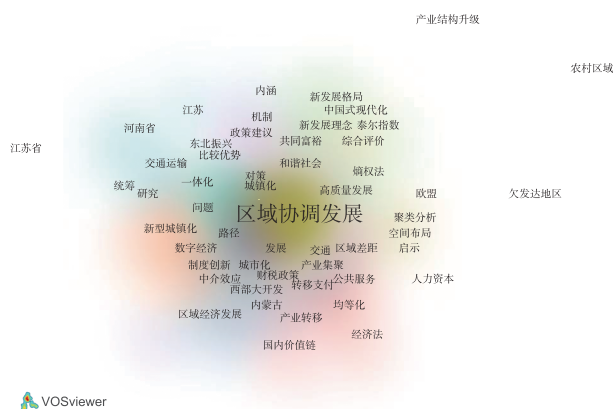 产业结构升级
农村区域
内涵
新发展格局
江苏
机制
中国式现代化
河南省
政策建议
新发展理念
泰尔指数
东北振兴
共同富裕
综合评价
江苏省
比较优势
交通运输
和谐社会
熵权法
统筹
一体化
对策
城镇化
研究
高质量发展
欧盟
欠发达地区
问题
区域协调发展
聚类分析
新型城镇化
路径
空间布局
数字经济
发展
交通
区域差距
启示
制度创新
城市化
产业集聚
中介效应
财税政策
公共服务
人力资本
西部大开发
转移支付
内蒙古
均等化
区域经济发展
产业转移
经济法
国内价值链
VOSviewer